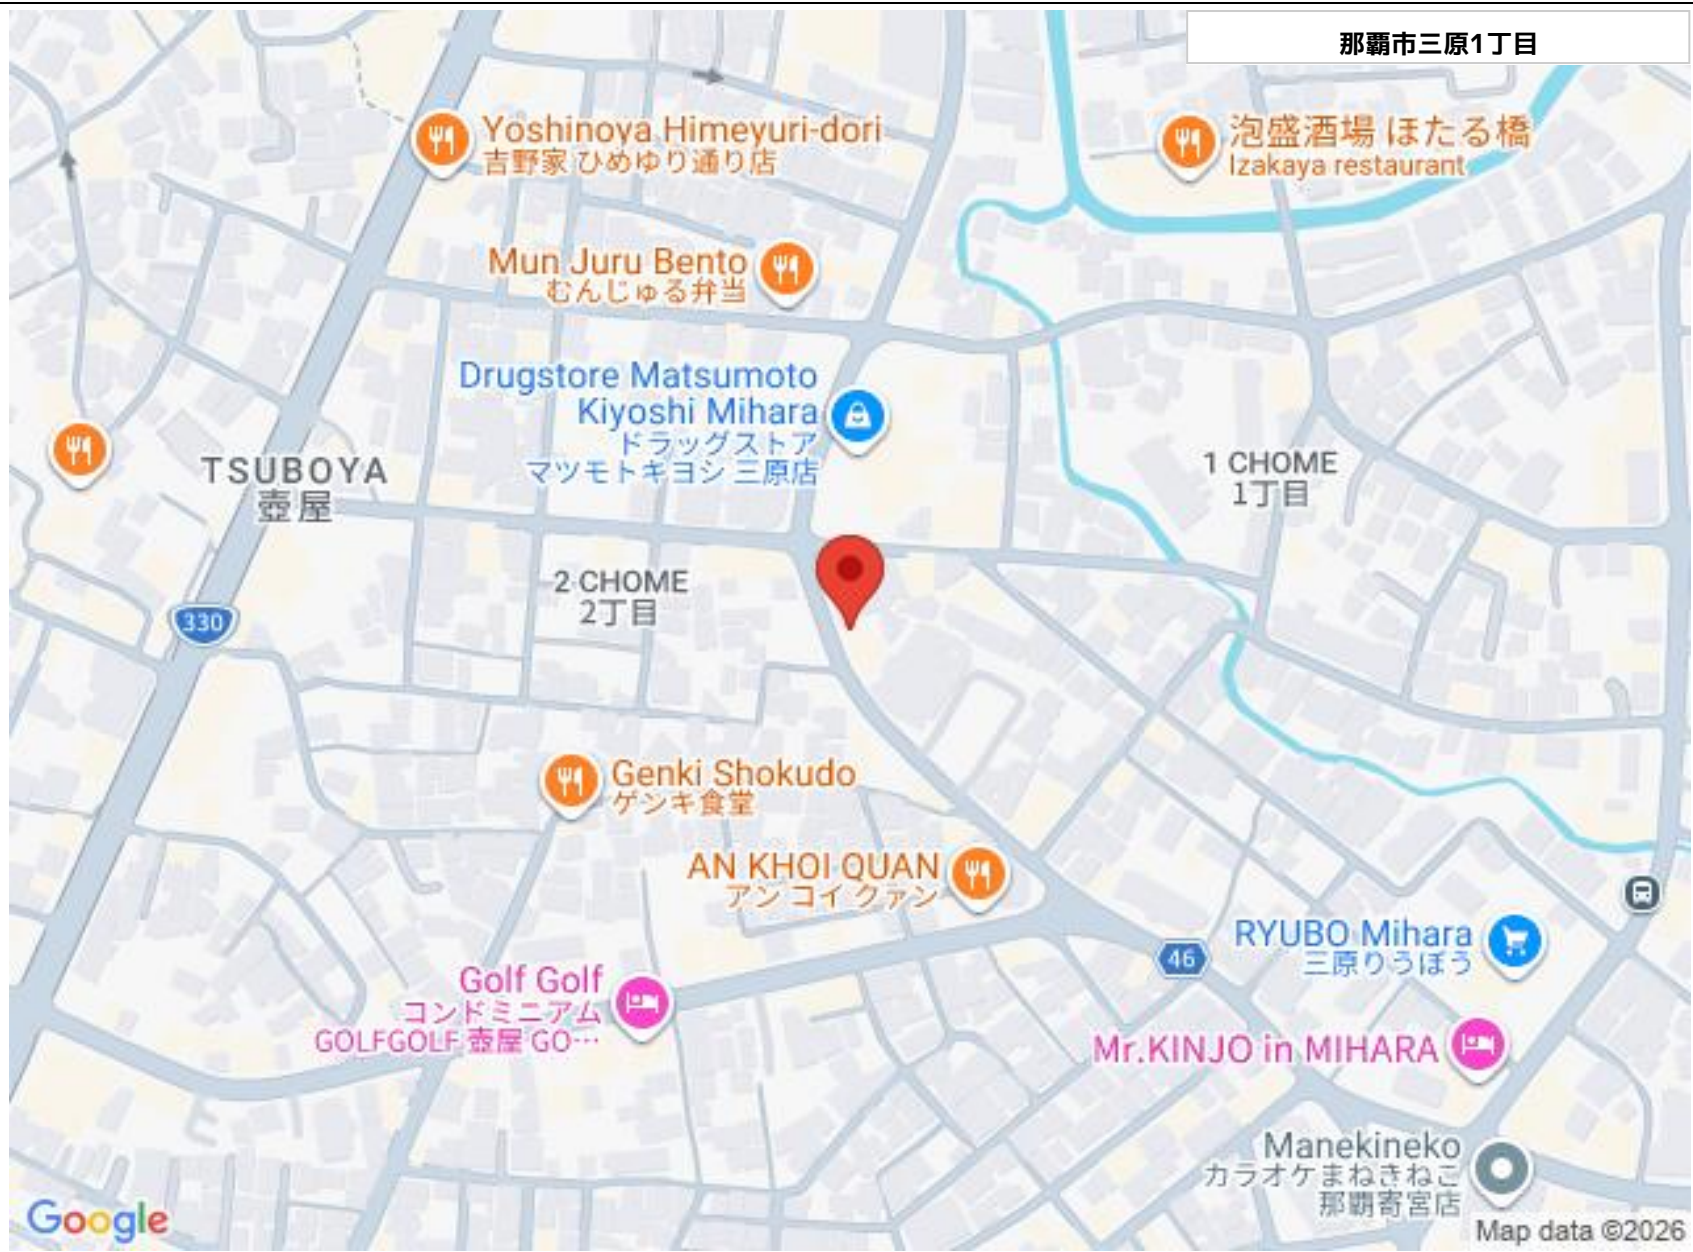 那覇市三原1丁目
Yoshinoya Himeyuri-dori
吉野家 ひめゆり通り店
泡盛酒場 ほたる橋
Izakaya restaurant
Mun Juru Bento
むんじゅる弁当
Drugstore Matsumoto
Kiyoshi Mihara
ドラッグストア
マツモトキヨシ 三原店
TSUBOYA
壺屋
1 CHOME
1丁目
2 CHOME
2丁目
330
Genki Shokudo
ゲンキ食堂
AN KHOI QUAN
アン コイ クァン
RYUBO Mihara
三原りうぼう
46
Golf Golf
コンドミニアム
GOLFGOLF 壺屋 GO…
Mr.KINJO in MIHARA
Manekineko
カラオケまねきねこ
那覇寄宮店
Google
Map data ©2026